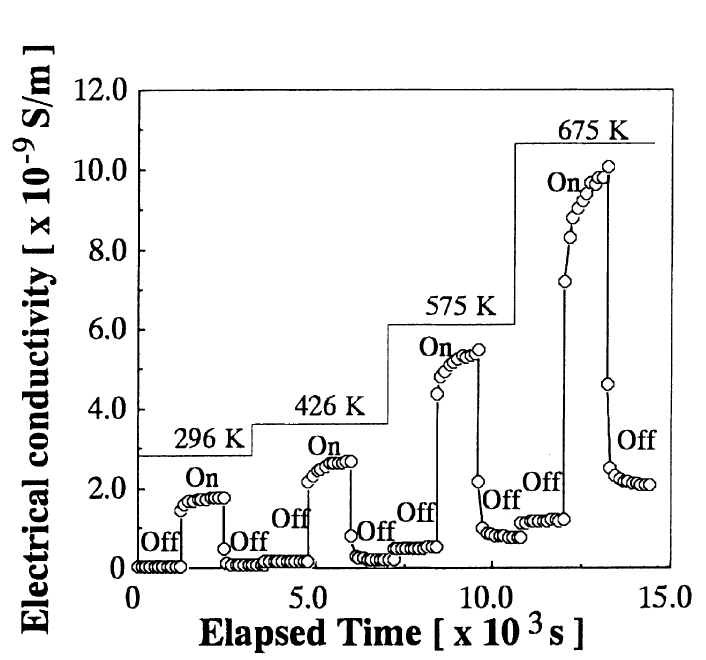 Electrical conductivity [ x 10⁻⁹ S/m ]
12.0
10.0
8.0
6.0
4.0
2.0
0
675 K
On
575 K
On
426 K
296 K
On
On
Off
Off
Off
Off
Off
Off
Off
Off
0
5.0
10.0
15.0
Elapsed Time [ x 10³ s ]